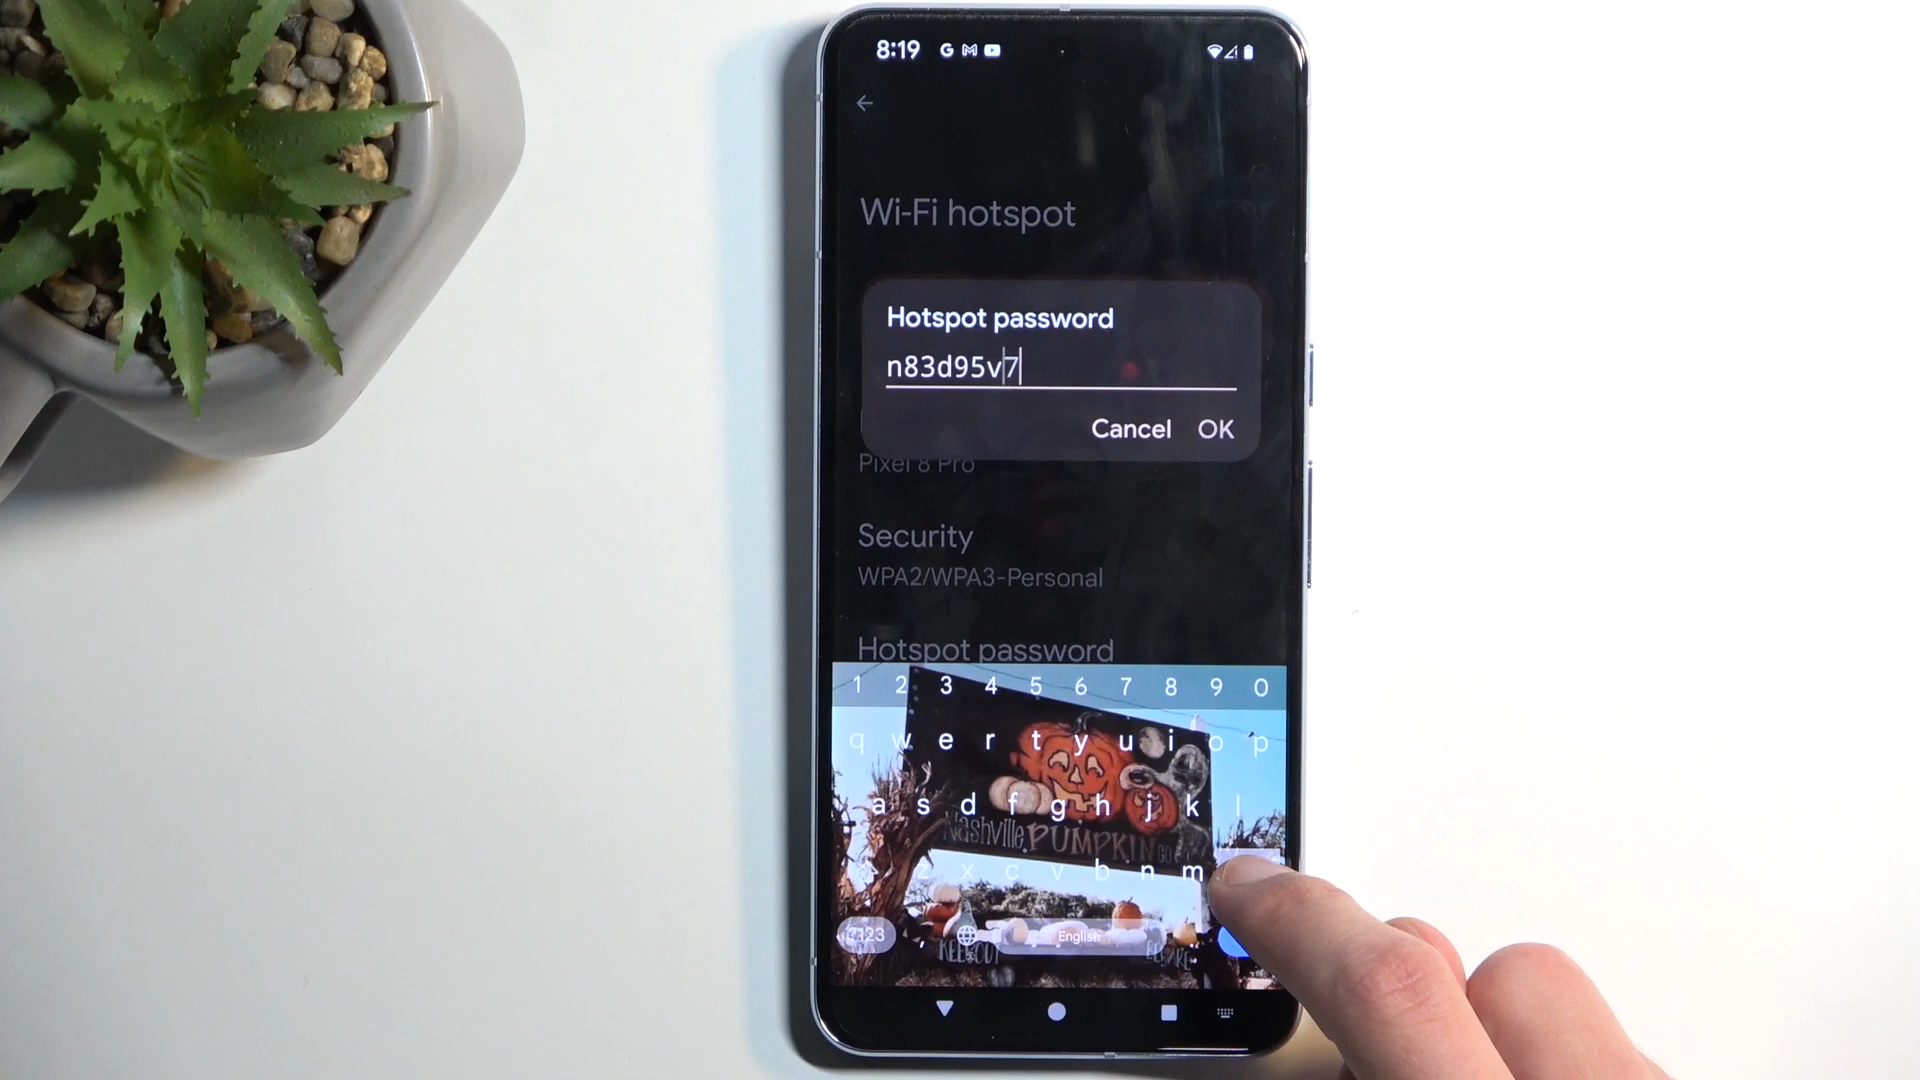 8:19 G M
Wi-Fi hotspot
Hotspot password
n83d95v7
Cancel OK
Pixel 8 Pro
Security
WPA2/WPA3-Personal
Hotspot password
1 2 3 4 5 6 7 8 9 0
q w e r t y u i o p
a s d f g h j k l
Nashville PUMPKIN
z x c v b n m
?123 English